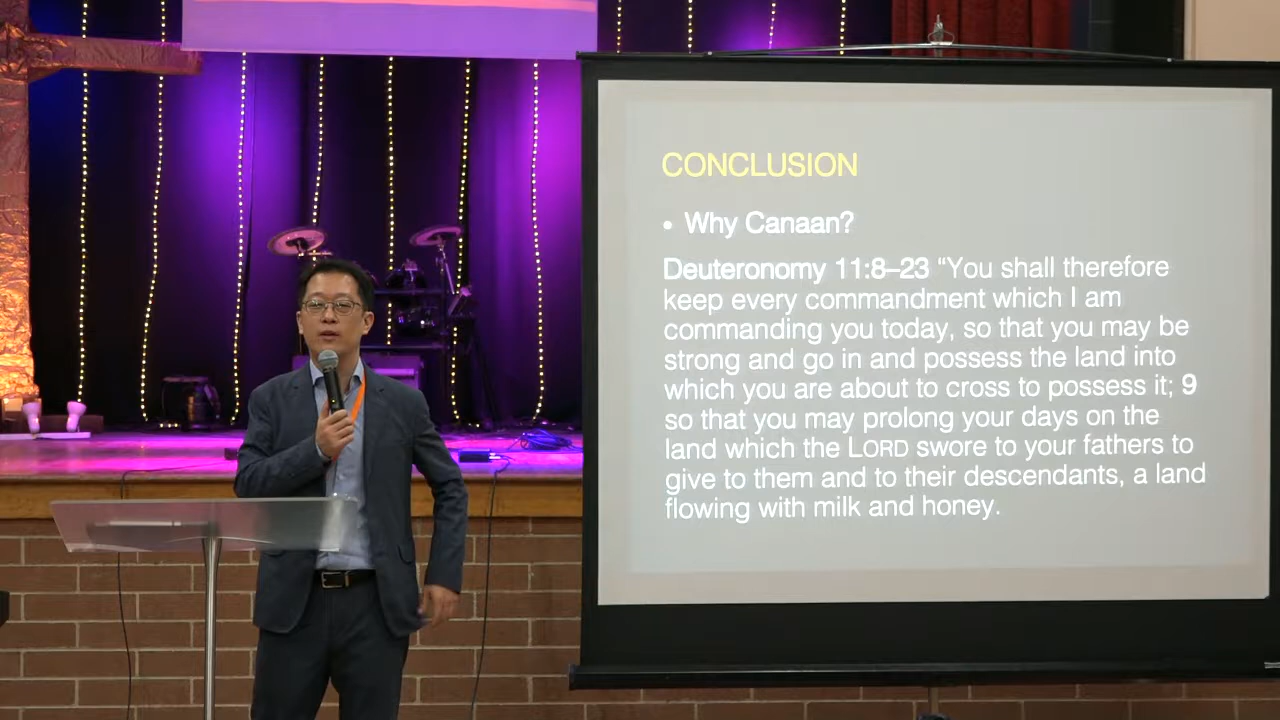 CONCLUSION
• Why Canaan?
Deuteronomy 11:8–23 “You shall therefore
keep every commandment which I am
commanding you today, so that you may be
strong and go in and possess the land into
which you are about to cross to possess it; 9
so that you may prolong your days on the
land which the LORD swore to your fathers to
give to them and to their descendants, a land
flowing with milk and honey.